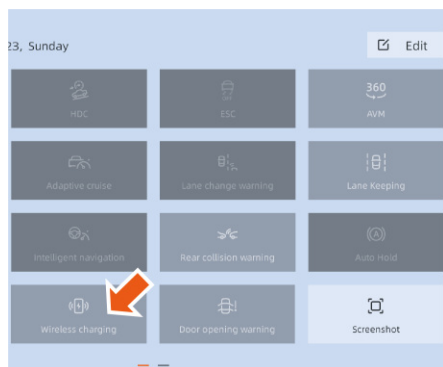 23, Sunday
Edit
HDC
ESC
360
AVM
Adaptive cruise
Lane change warning
Lane Keeping
Intelligent navigation
Rear collision warning
(A)
Auto Hold
Wireless charging
Door opening warning
Screenshot